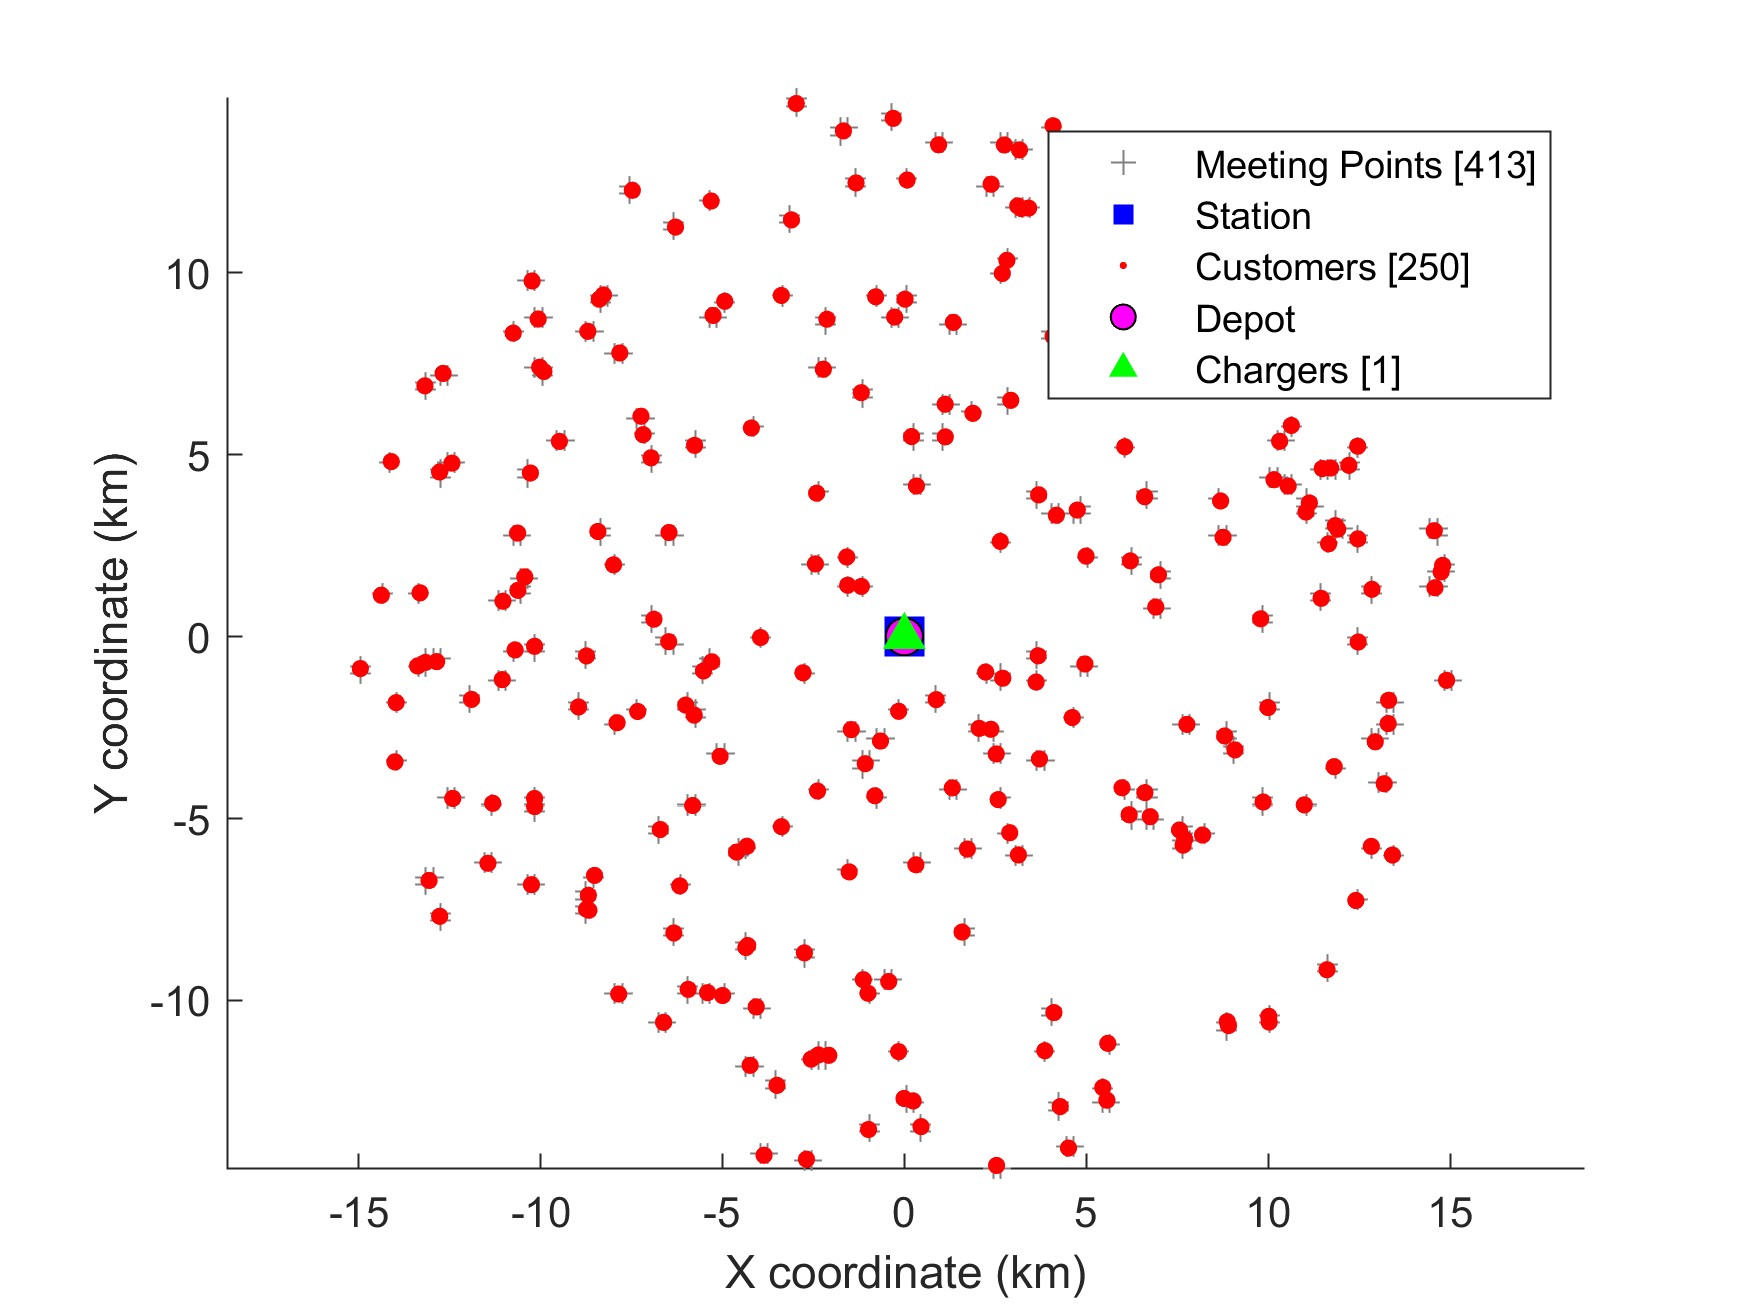 Meeting Points [413]
Station
Customers [250]
Depot
Chargers [1]
10
5
0
-5
-10
Y coordinate (km)
-15 -10 -5 0 5 10 15
X coordinate (km)